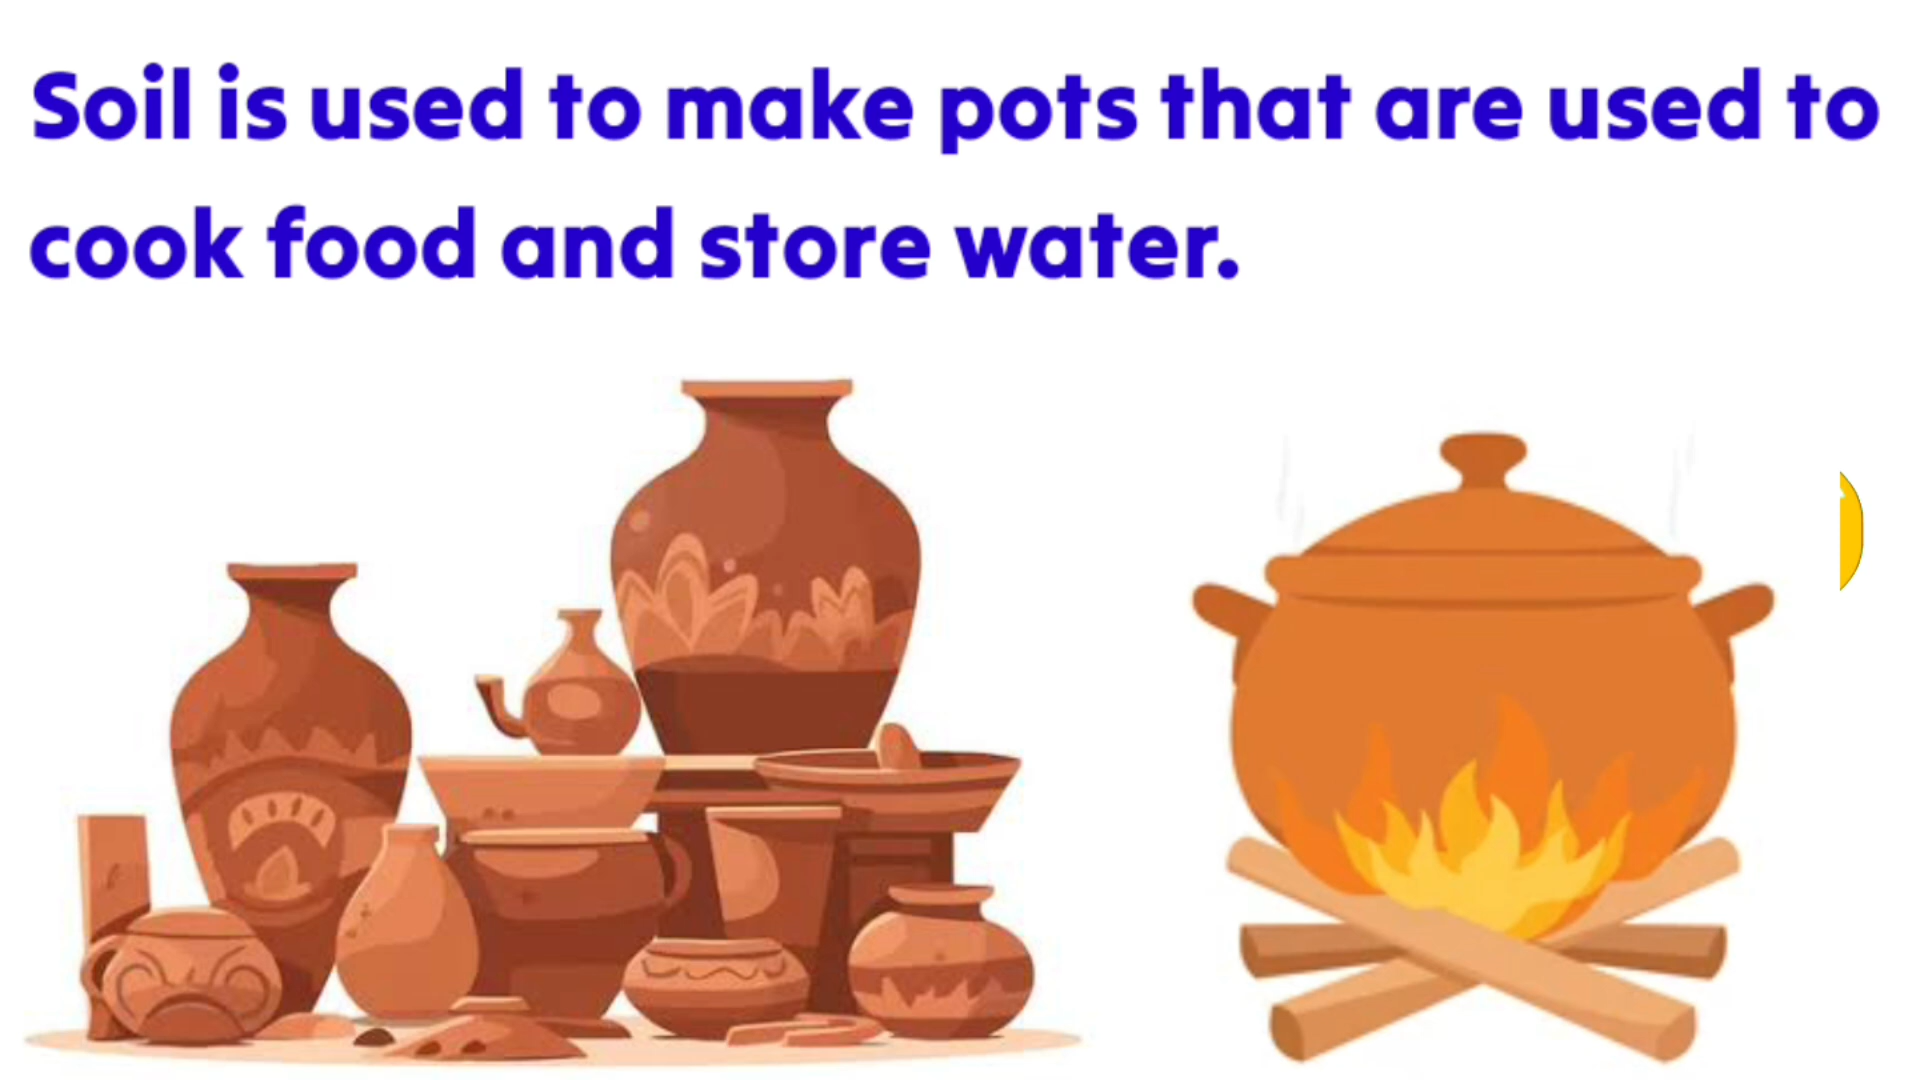 Soil is used to make pots that are used to
cook food and store water.